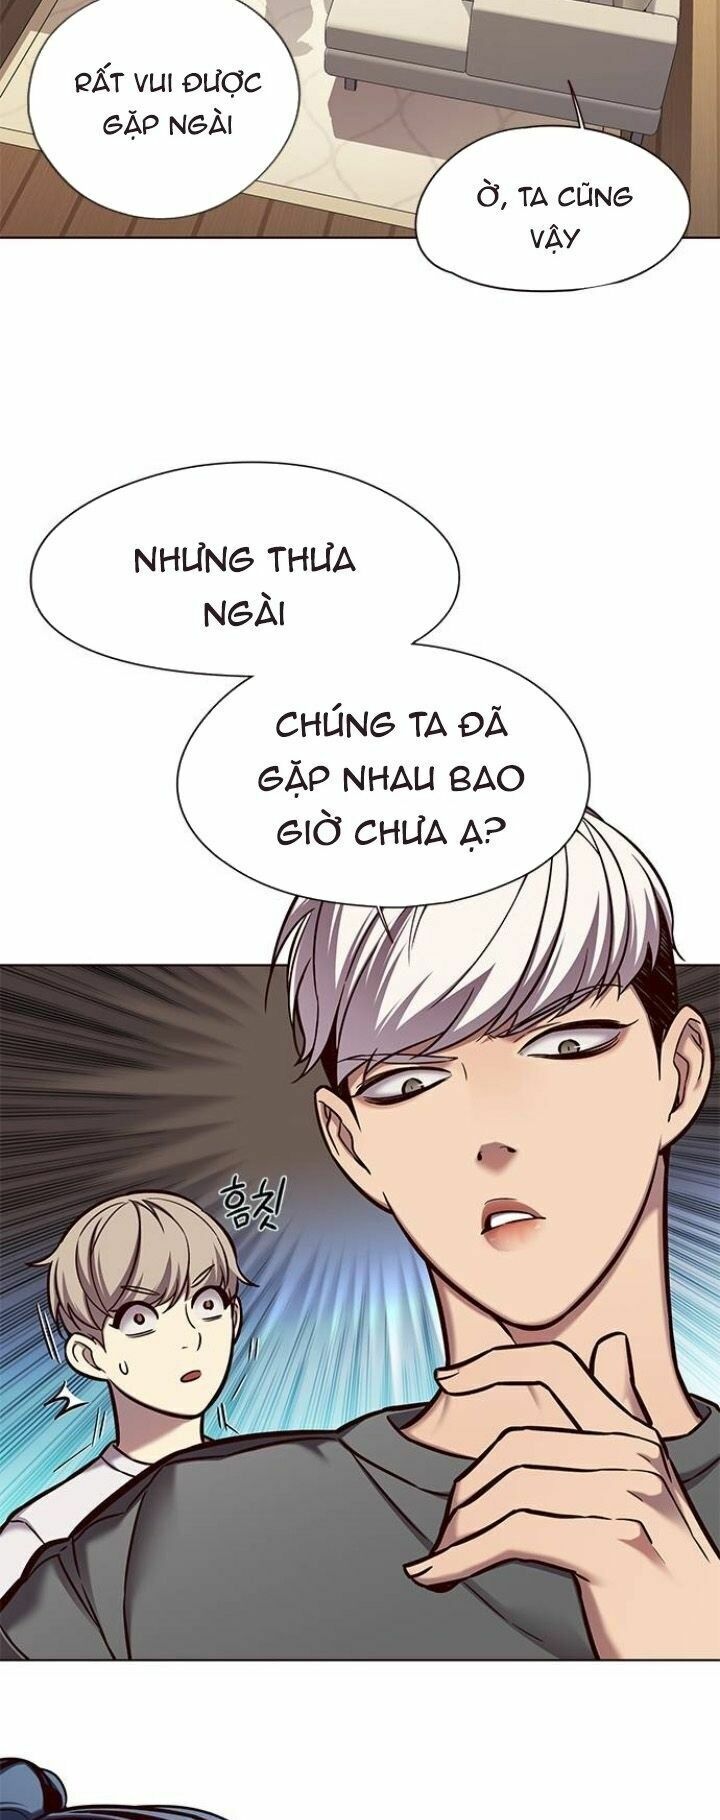 RẤT VUI ĐƯỢC
GẶP NGÀI
Ờ, TA CŨNG
VẬY
NHƯNG THƯA
NGÀI
CHÚNG TA ĐÃ
GẶP NHAU BAO
GIỜ CHƯA Ạ?
흠칫